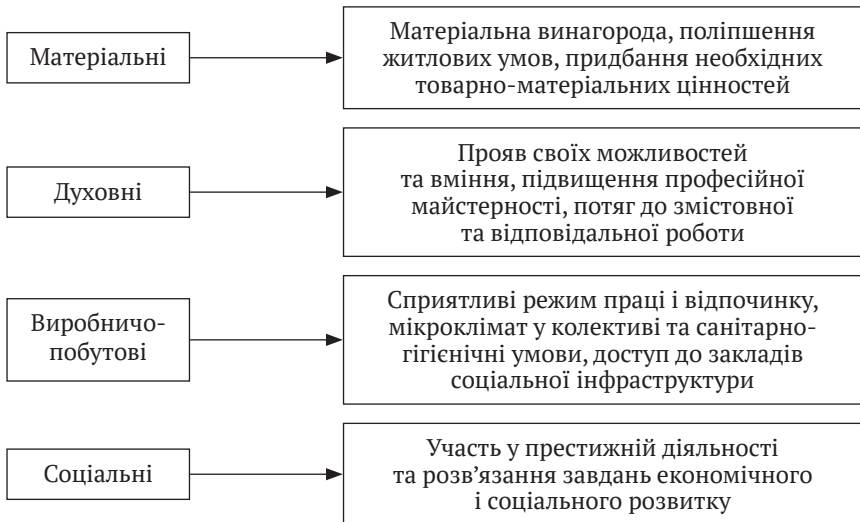 Матеріальні
Матеріальна винагорода, поліпшення
житлових умов, придбання необхідних
товарно-матеріальних цінностей
Духовні
Прояв своїх можливостей
та вміння, підвищення професійної
майстерності, потяг до змістовної
та відповідальної роботи
Виробничо-
побутові
Сприятливі режим праці і відпочинку,
мікроклімат у колективі та санітарно-
гігієнічні умови, доступ до закладів
соціальної інфраструктури
Соціальні
Участь у престижній діяльності
та розв’язання завдань економічного
і соціального розвитку